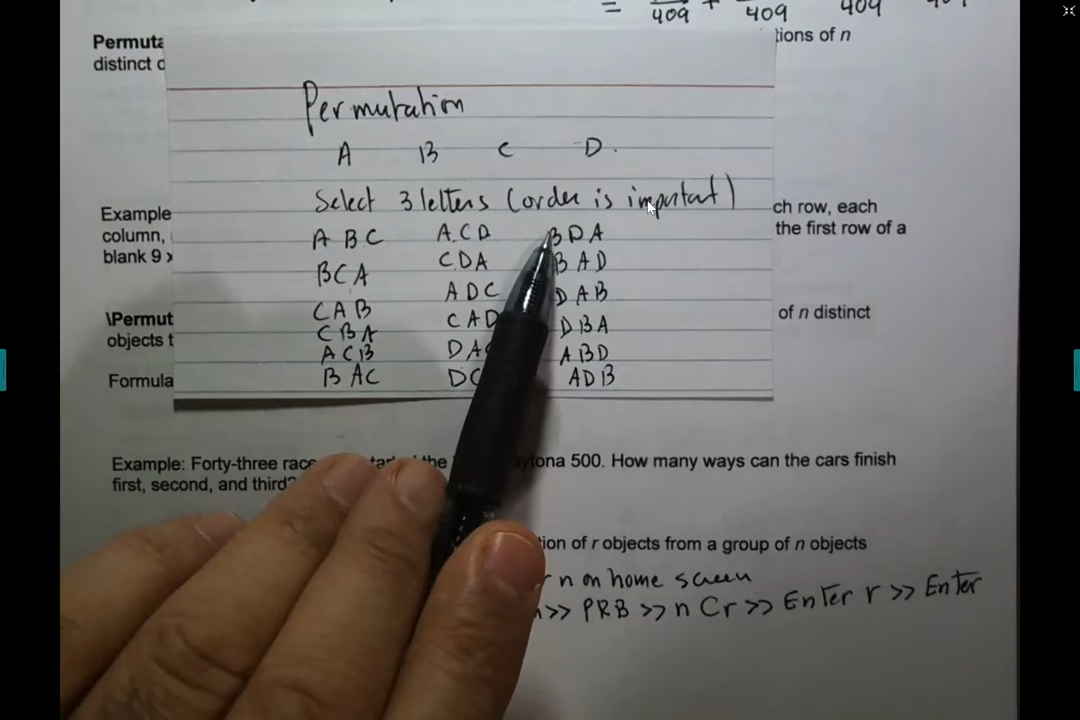 = 409 + 409 409
Permuta tions of n
distinct
Permutation
A B C D.
Select 3 letters (order is important)
Example ch row, each
column, the first row of a
blank 9 x
A B C A.C D B D A
B C A C D A B A D
C A B A D C D A B
C B A C A D D B A
A C B D A A B D
B A C D C A D B
\Permut of n distinct
objects t
Formula
Example: Forty-three race the ytona 500. How many ways can the cars finish
first, second, and third?
tion of r objects from a group of n objects
r n on home screen
>> PRB >> n Cr >> Enter r >> Enter